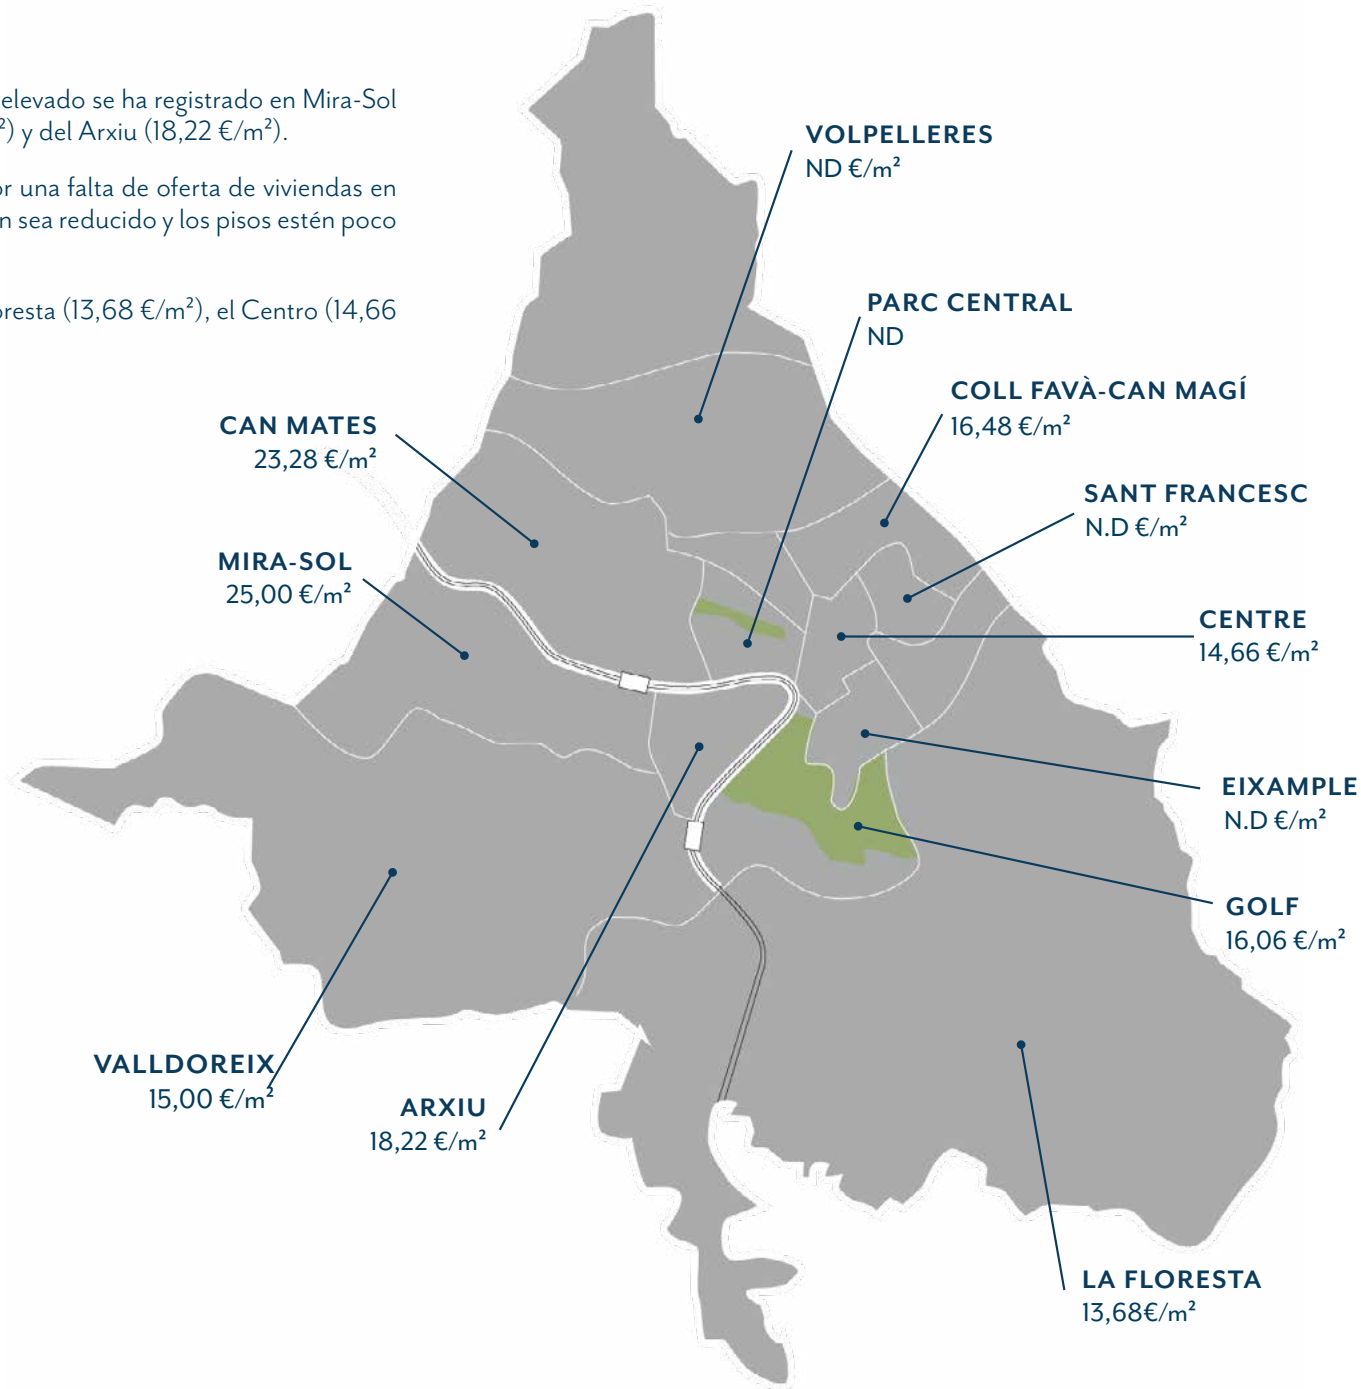 elevado se ha registrado en Mira-Sol
²) y del Arxiu (18,22 €/m²).
or una falta de oferta de viviendas en
n sea reducido y los pisos estén poco
oresta (13,68 €/m²), el Centro (14,66
VOLPELLERES
ND €/m²
PARC CENTRAL
ND
COLL FAVÀ-CAN MAGÍ
16,48 €/m²
CAN MATES
23,28 €/m²
SANT FRANCESC
N.D €/m²
MIRA-SOL
25,00 €/m²
CENTRE
14,66 €/m²
EIXAMPLE
N.D €/m²
GOLF
16,06 €/m²
VALLDOREIX
15,00 €/m²
ARXIU
18,22 €/m²
LA FLORESTA
13,68€/m²